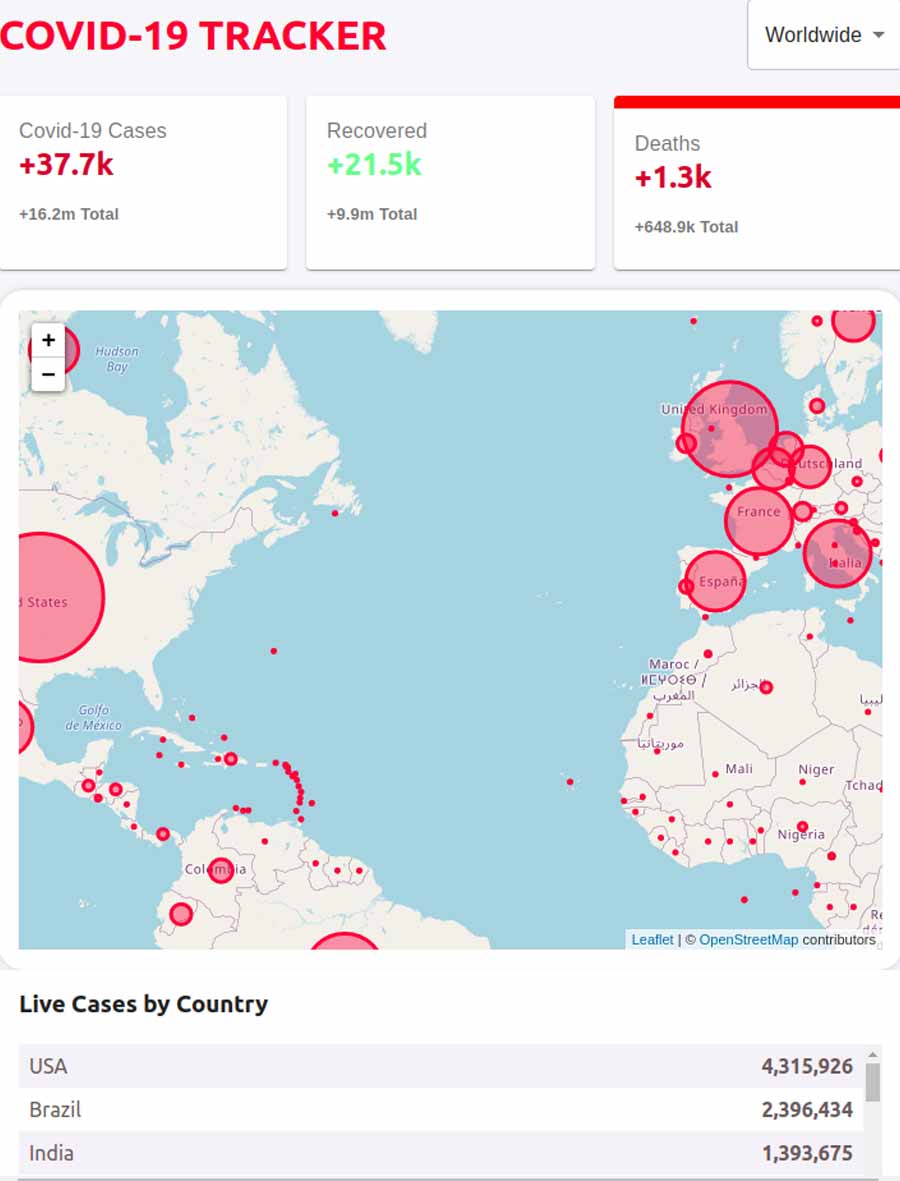 COVID-19 TRACKER
Worldwide
Covid-19 Cases
+37.7k
+16.2m Total
Recovered
+21.5k
+9.9m Total
Deaths
+1.3k
+648.9k Total
+
−
Hudson
Bay
United Kingdom
Deutschland
France
Italia
España
d States
Golfo
de México
Maroc /
ⵍⵎⵖⵔⵉⴱ /
المغرب
الجزائر
ليبيا
موريتانيا
Mali
Niger
Tchad
Nigeria
Colombia
Leaflet | © OpenStreetMap contributors
Live Cases by Country
USA 4,315,926
Brazil 2,396,434
India 1,393,675